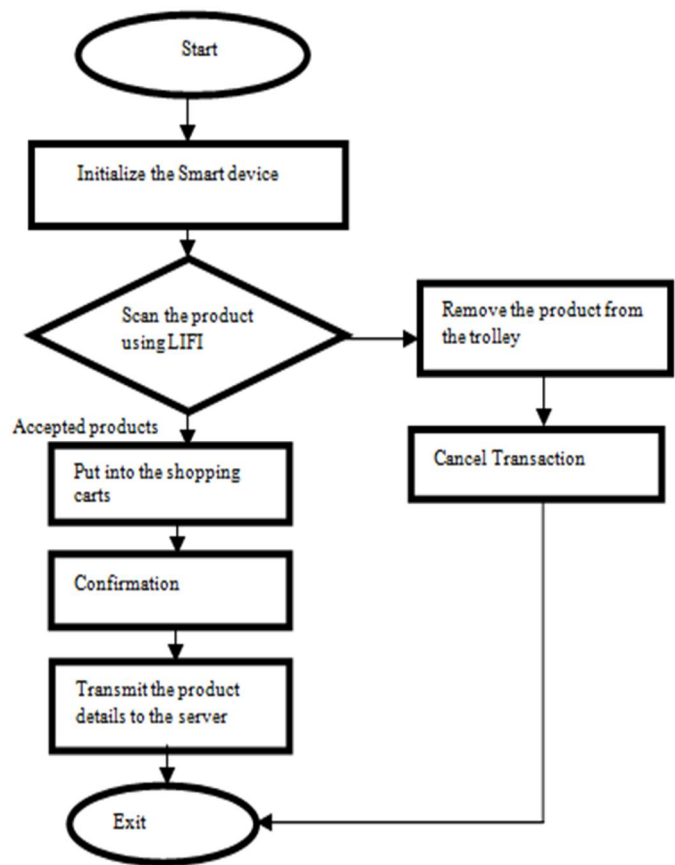 Start
Initialize the Smart device
Scan the product
using LIFI
Remove the product from
the trolley
Accepted products
Put into the shopping
carts
Cancel Transaction
Confirmation
Transmit the product
details to the server
Exit